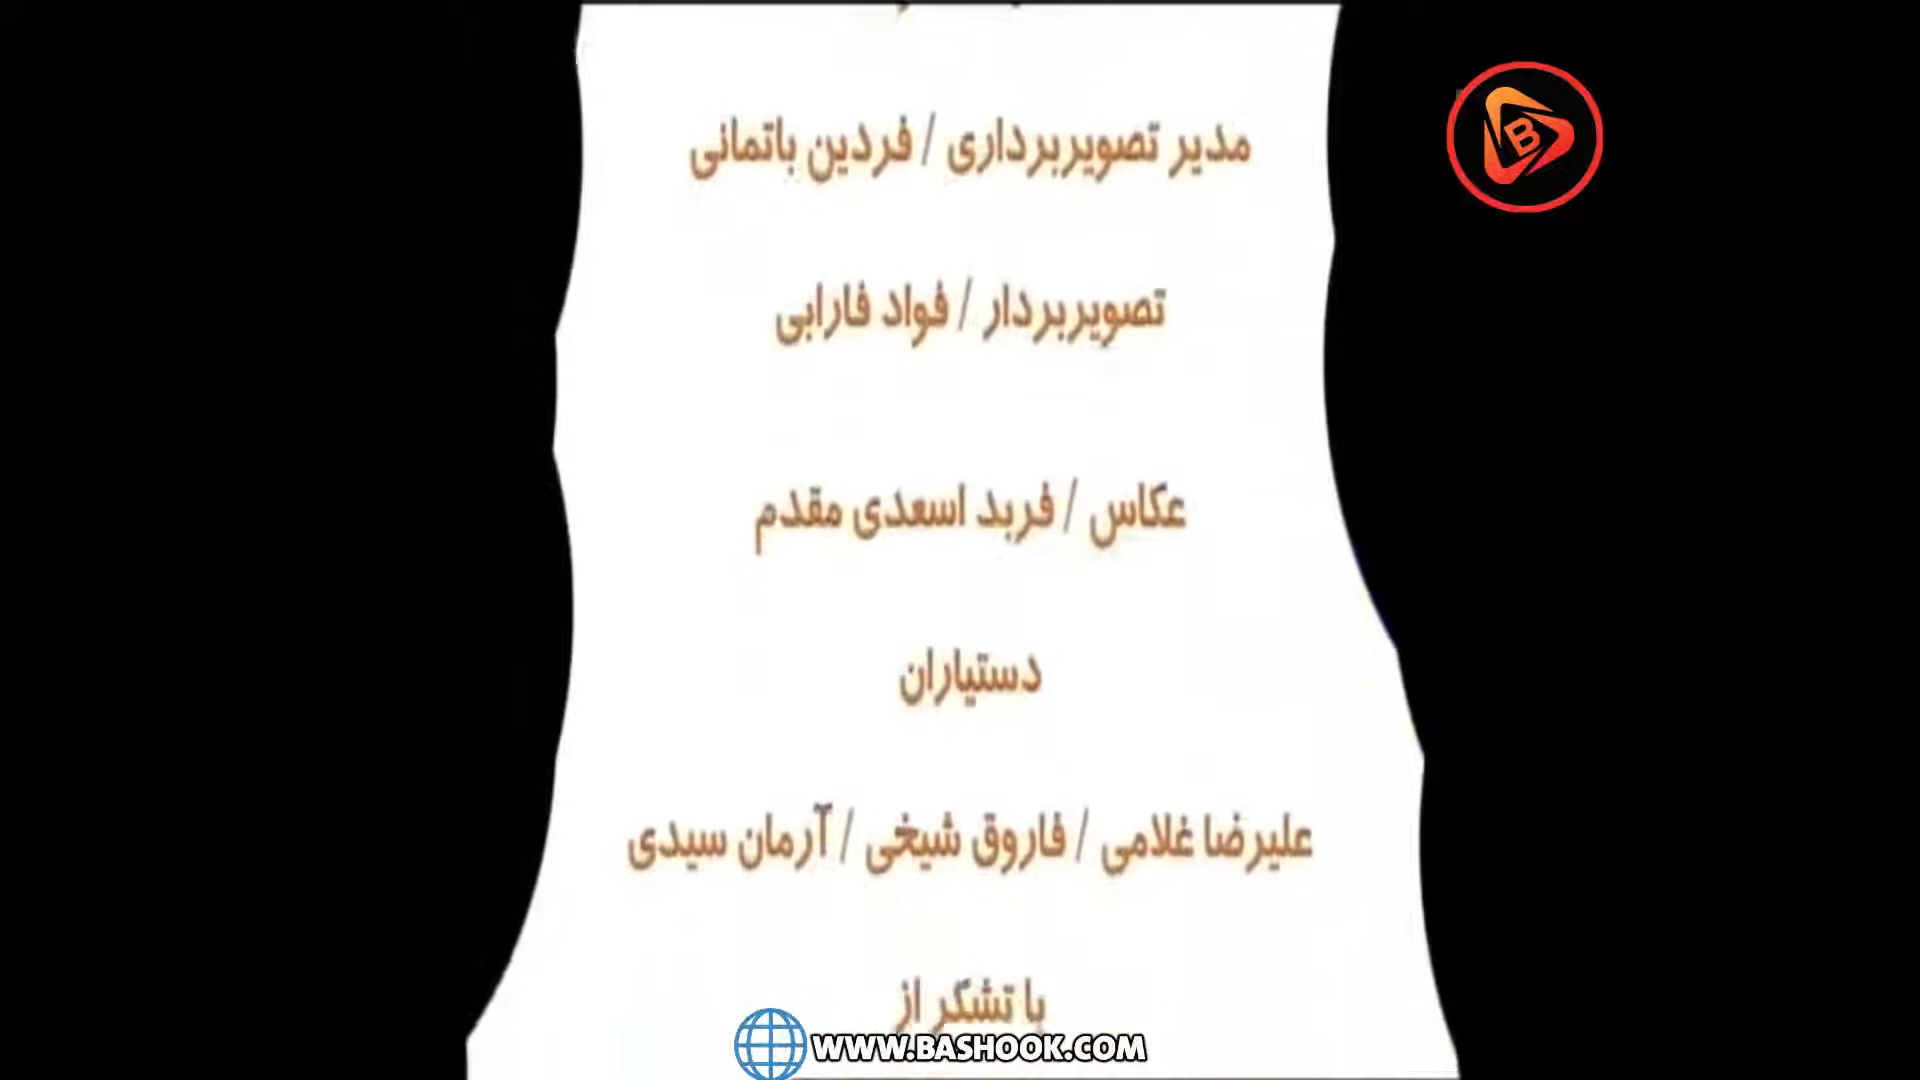 مدیر تصویربرداری / فردین باتمانی
تصویربردار / فواد فارابی
عکاس / فربد اسعدی مقدم
دستیاران
علیرضا غلامی / فاروق شیخی / آرمان سیدی
با تشکر از
WWW.BASHOOK.COM
B